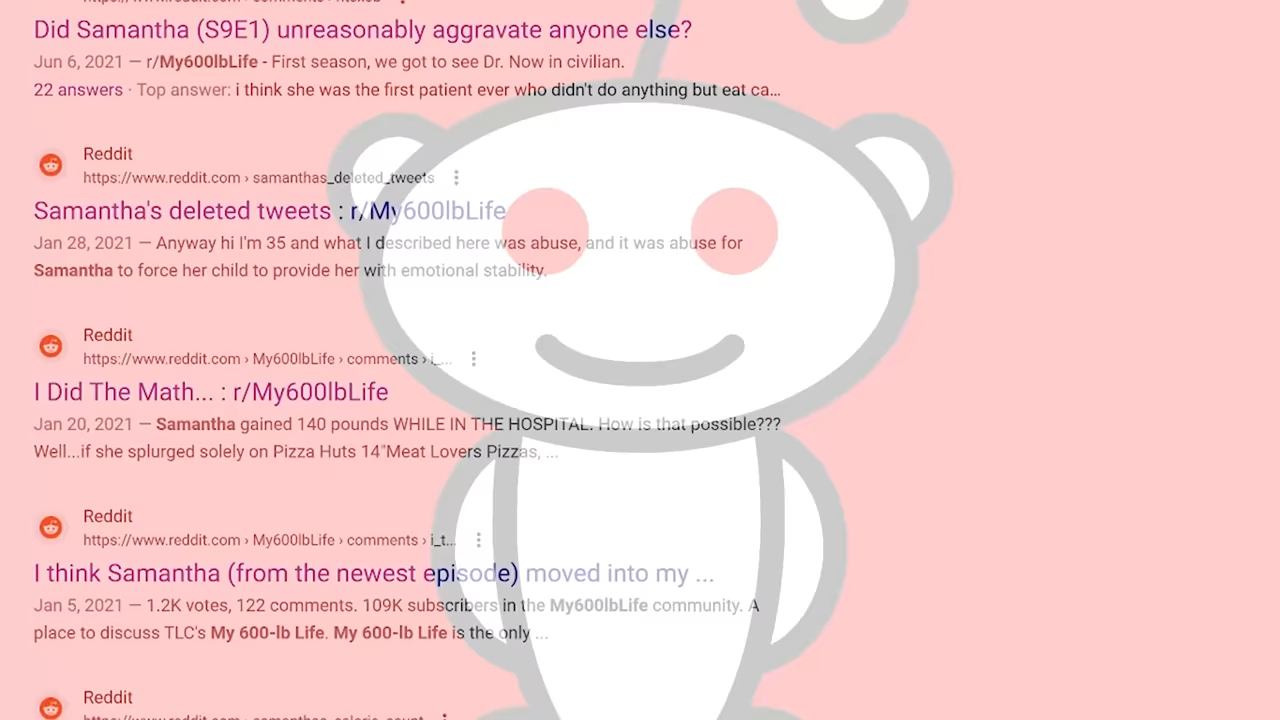 Did Samantha (S9E1) unreasonably aggravate anyone else?
Jun 6, 2021 — r/My600lbLife - First season, we got to see Dr. Now in civilian.
22 answers · Top answer: i think she was the first patient ever who didn't do anything but eat ca...
Reddit
https://www.reddit.com › samanthas_deleted_tweets
Samantha's deleted tweets : r/My600lbLife
Jan 28, 2021 — Anyway hi I'm 35 and what I described here was abuse, and it was abuse for
Samantha to force her child to provide her with emotional stability.
Reddit
https://www.reddit.com › My600lbLife › comments › i_...
I Did The Math... : r/My600lbLife
Jan 20, 2021 — Samantha gained 140 pounds WHILE IN THE HOSPITAL. How is that possible???
Well...if she splurged solely on Pizza Huts 14"Meat Lovers Pizzas, ...
Reddit
https://www.reddit.com › My600lbLife › comments › i_t...
I think Samantha (from the newest episode) moved into my ...
Jan 5, 2021 — 1.2K votes, 122 comments. 109K subscribers in the My600lbLife community. A
place to discuss TLC's My 600-lb Life. My 600-lb Life is the only ...
Reddit